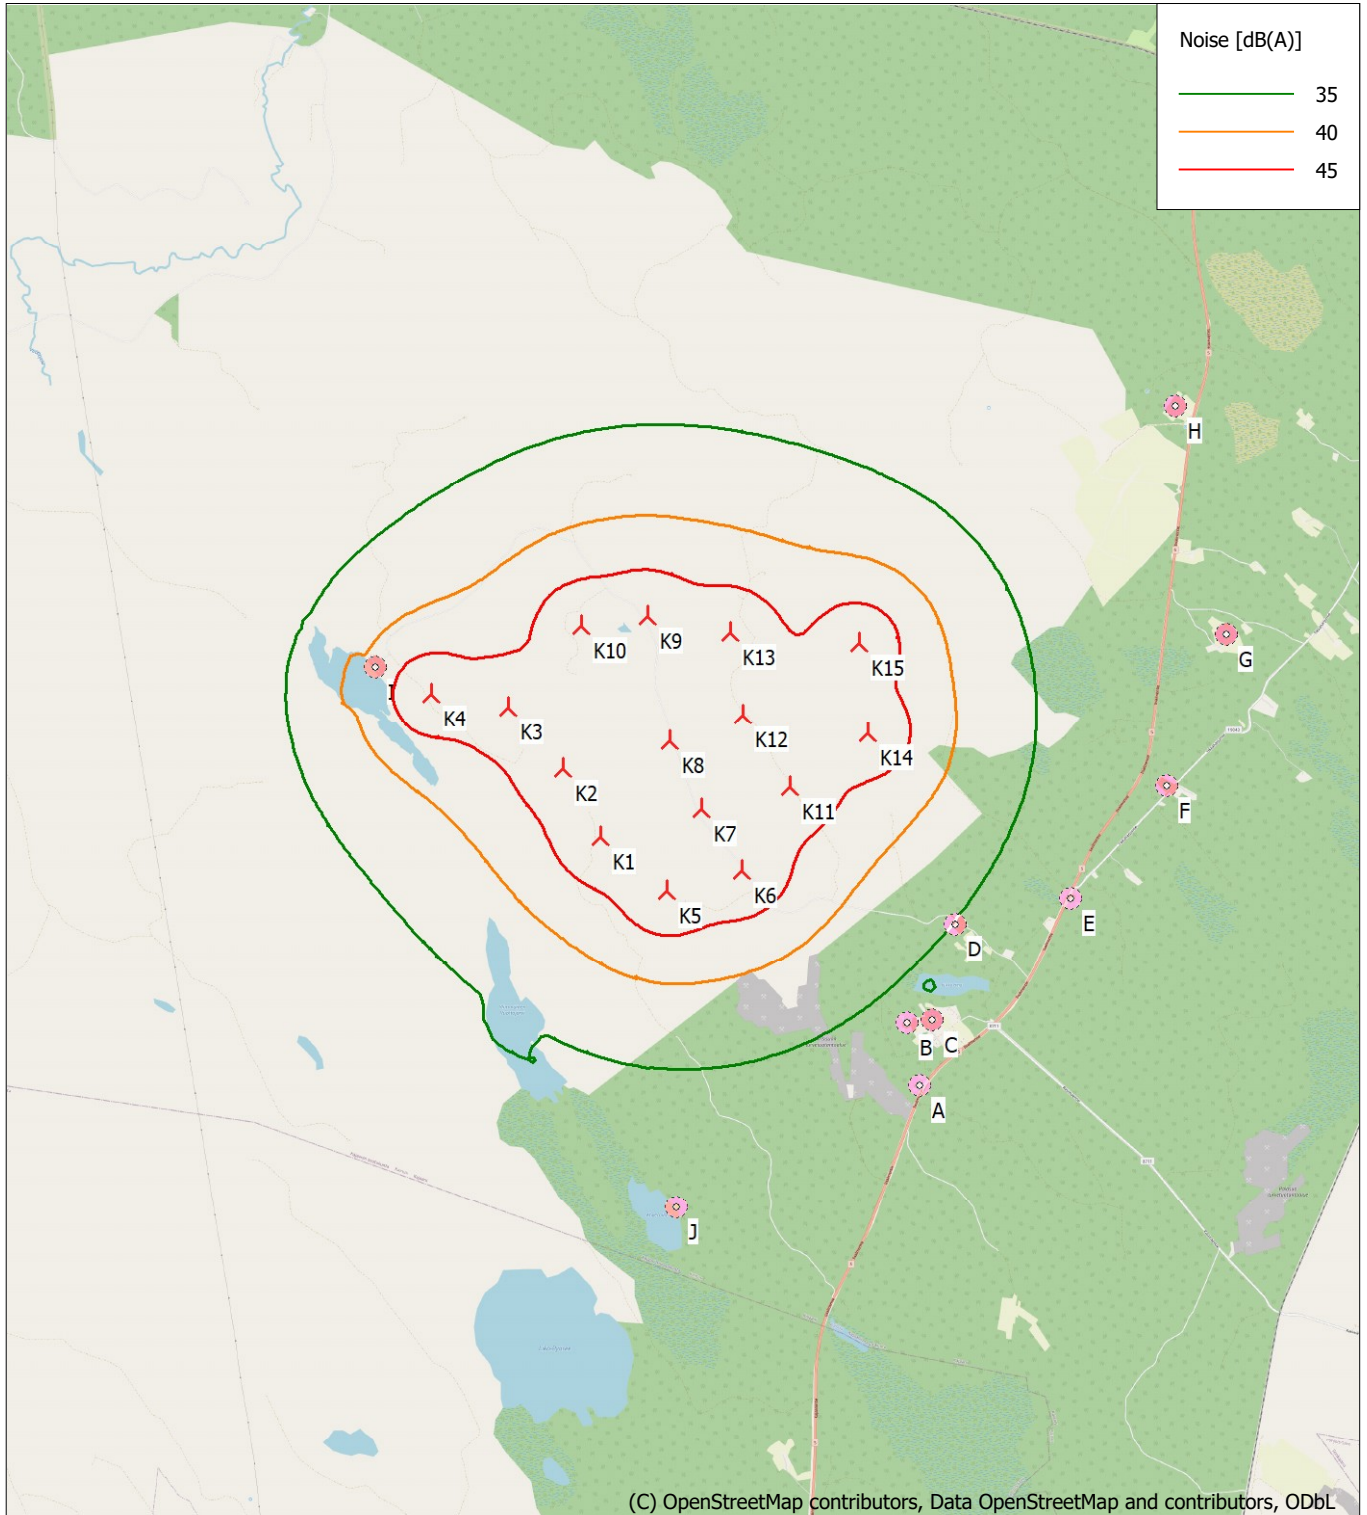 Noise [dB(A)]
35
40
45
H
K10
K9
K13
K15
G
I
K4
K3
K12
K14
K8
K2
K11
F
K7
K1
K6
K5
E
D
B
C
A
J
(C) OpenStreetMap contributors, Data OpenStreetMap and contributors, ODbL